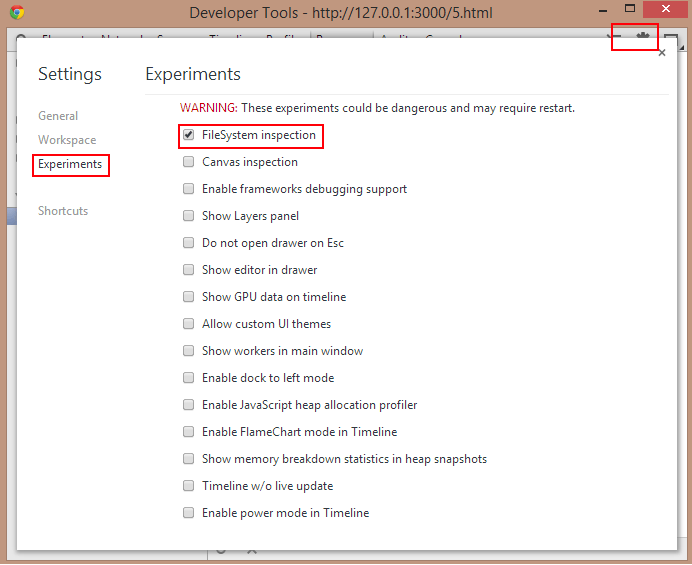 Developer Tools - http://127.0.0.1:3000/5.html
Settings
General
Workspace
Experiments
Shortcuts
Experiments
WARNING: These experiments could be dangerous and may require restart.
FileSystem inspection
Canvas inspection
Enable frameworks debugging support
Show Layers panel
Do not open drawer on Esc
Show editor in drawer
Show GPU data on timeline
Allow custom UI themes
Show workers in main window
Enable dock to left mode
Enable JavaScript heap allocation profiler
Enable FlameChart mode in Timeline
Show memory breakdown statistics in heap snapshots
Timeline w/o live update
Enable power mode in Timeline